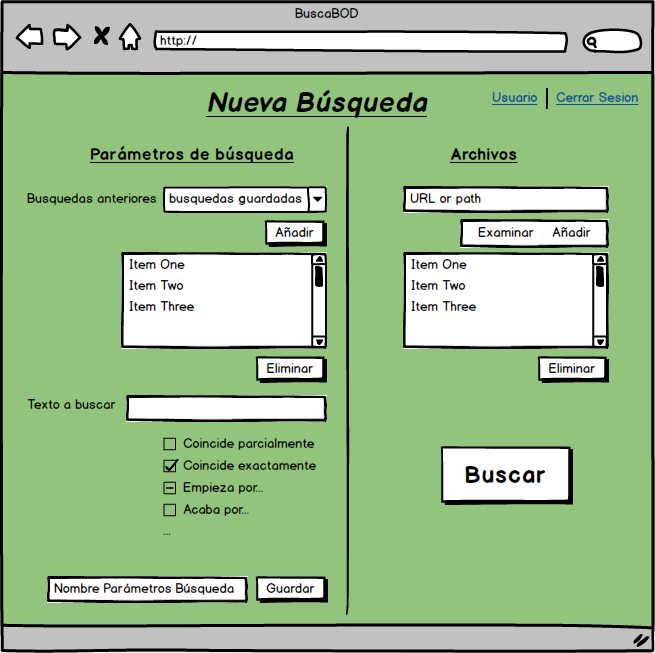 BuscaBOD
http://
Nueva Búsqueda
Usuario
Cerrar Sesion
Parámetros de búsqueda
Busquedas anteriores
busquedas guardadas
Añadir
Item One
Item Two
Item Three
Eliminar
Texto a buscar
Coincide parcialmente
Coincide exactamente
Empieza por...
Acaba por...
...
Nombre Parámetros Búsqueda
Guardar
Archivos
URL or path
Examinar Añadir
Item One
Item Two
Item Three
Eliminar
Buscar